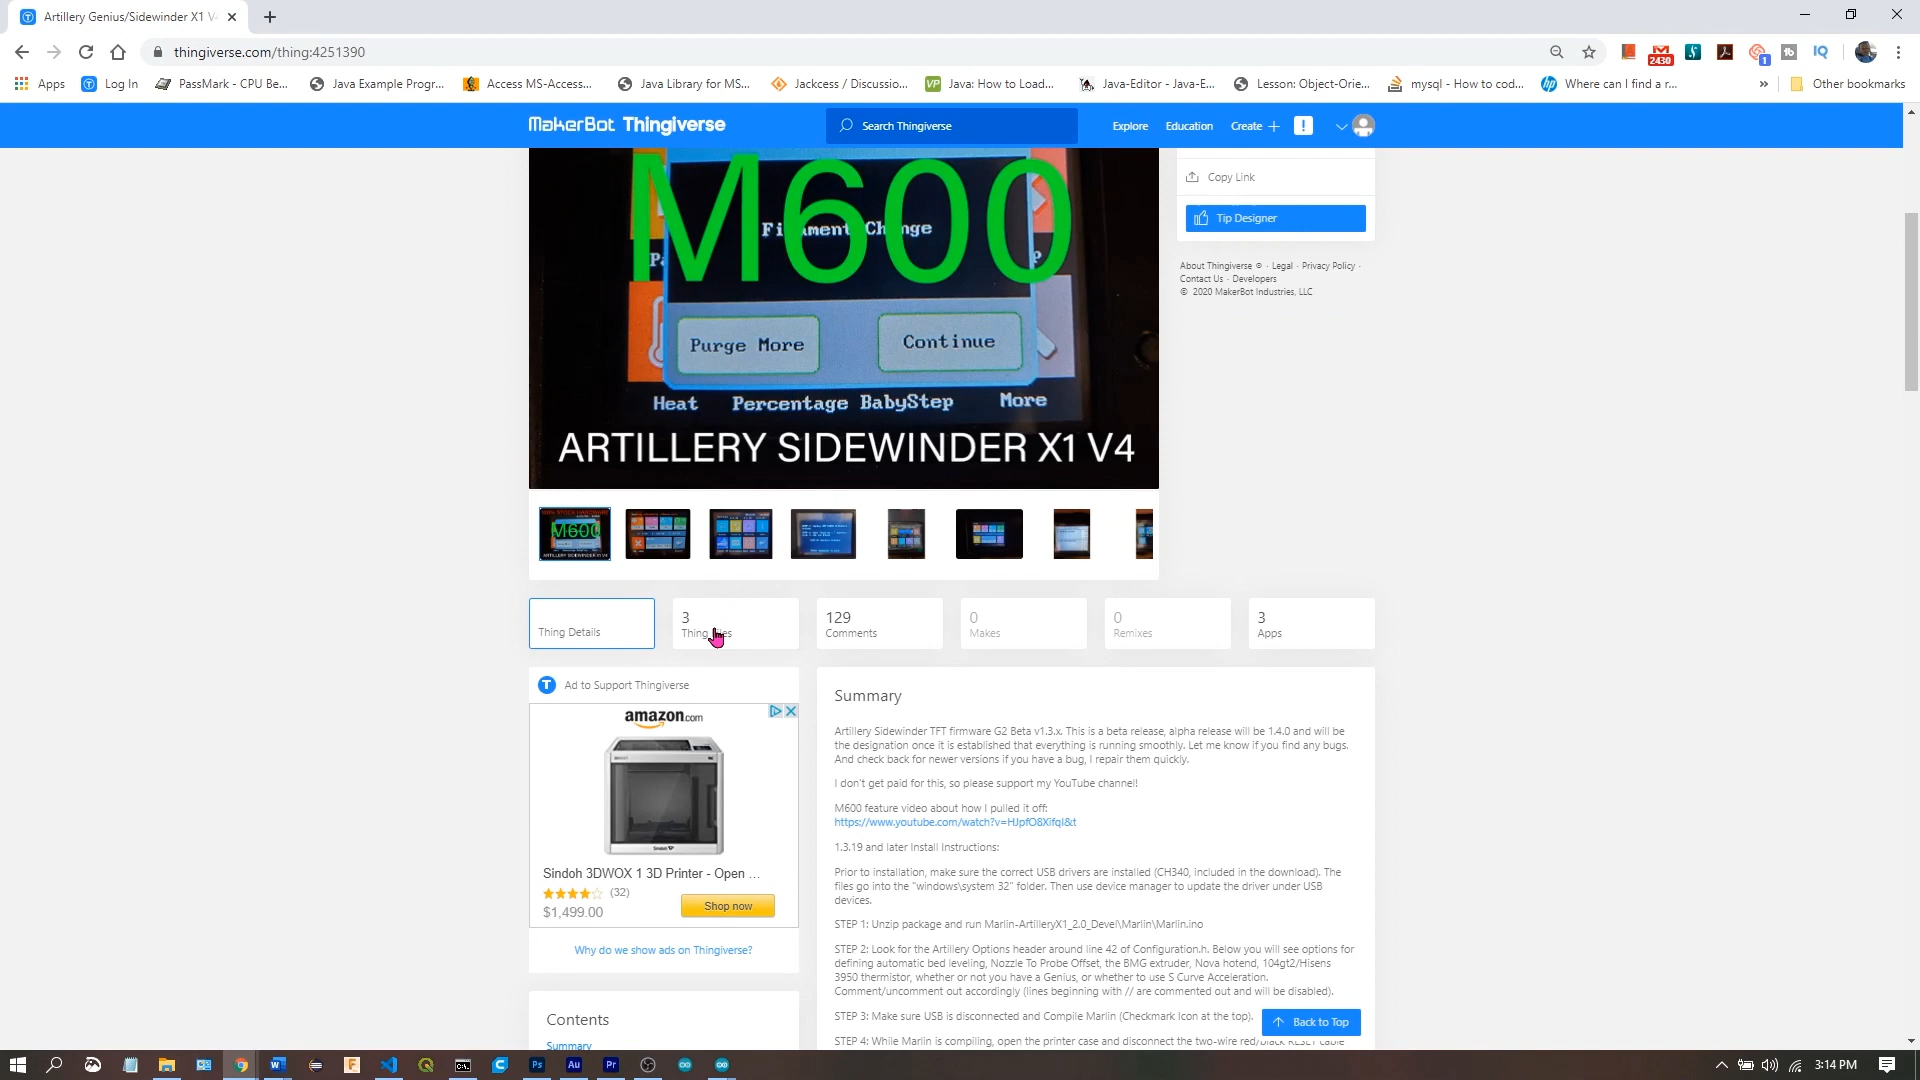 Artillery Genius/Sidewinder X1 V4
thingiverse.com/thing:4251390
2430
1
IQ
Apps
Log In
PassMark - CPU Be...
Java Example Progr...
Access MS-Access...
Java Library for MS...
Jackcess / Discussio...
VP
Java: How to Load...
Java-Editor - Java-E...
Lesson: Object-Orie...
mysql - How to cod...
Where can I find a r...
»
Other bookmarks
MakerBot Thingiverse
Search Thingiverse
Explore
Education
Create +
!
Copy Link
Tip Designer
About Thingiverse ® · Legal · Privacy Policy ·
Contact Us · Developers
© 2020 MakerBot Industries, LLC
M600
Filament Change
Purge More
Continue
Heat
Percentage
BabyStep
More
ARTILLERY SIDEWINDER X1 V4
Thing Details
3
Thing Files
129
Comments
0
Makes
0
Remixes
3
Apps
Ad to Support Thingiverse
amazon.com
Sindoh
Sindoh 3DWOX 1 3D Printer - Open ...
(32)
$1,499.00
Shop now
Why do we show ads on Thingiverse?
Contents
Summary
Summary
Artillery Sidewinder TFT firmware G2 Beta v1.3.x. This is a beta release, alpha release will be 1.4.0 and will be
the designation once it is established that everything is running smoothly. Let me know if you find any bugs.
And check back for newer versions if you have a bug, I repair them quickly.
I don't get paid for this, so please support my YouTube channel!
M600 feature video about how I pulled it off:
https://www.youtube.com/watch?v=HJpfO8XifqI&t
1.3.19 and later Install Instructions:
Prior to installation, make sure the correct USB drivers are installed (CH340, included in the download). The
files go into the "windows\system 32" folder. Then use device manager to update the driver under USB
devices.
STEP 1: Unzip package and run Marlin-ArtilleryX1_2.0_Devel\Marlin\Marlin.ino
STEP 2: Look for the Artillery Options header around line 42 of Configuration.h. Below you will see options for
defining automatic bed leveling, Nozzle To Probe Offset, the BMG extruder, Nova hotend, 104gt2/Hisens
3950 thermistor, whether or not you have a Genius, or whether to use S Curve Acceleration.
Comment/uncomment out accordingly (lines beginning with // are commented out and will be disabled).
STEP 3: Make sure USB is disconnected and Compile Marlin (Checkmark Icon at the top).
Back to Top
STEP 4: While Marlin is compiling, open the printer case and disconnect the two-wire red/black RESET cable
3:14 PM